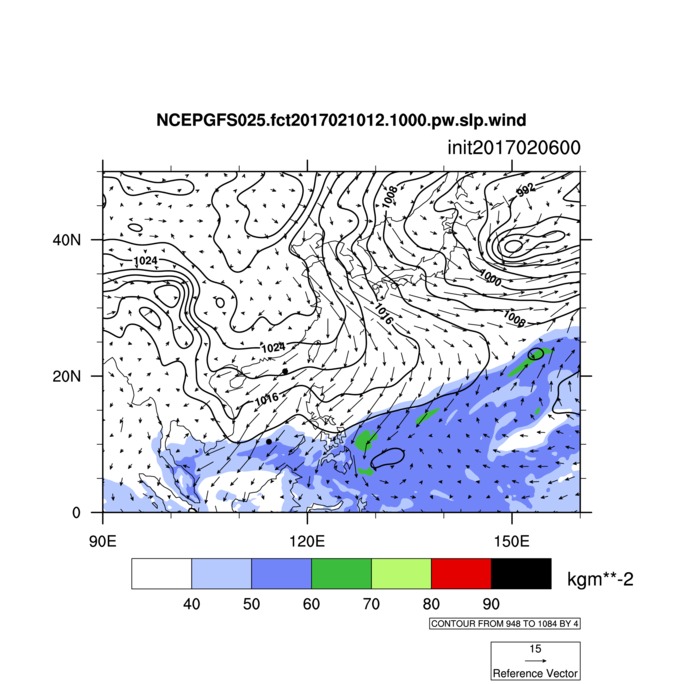 NCEPGFS025.fct2017021012.1000.pw.slp.wind
init2017020600
992
1008
40N
1024
1000
1016
1008
1024
20N
1016
0
90E 120E 150E
kgm**-2
40 50 60 70 80 90
CONTOUR FROM 948 TO 1084 BY 4
15
Reference Vector